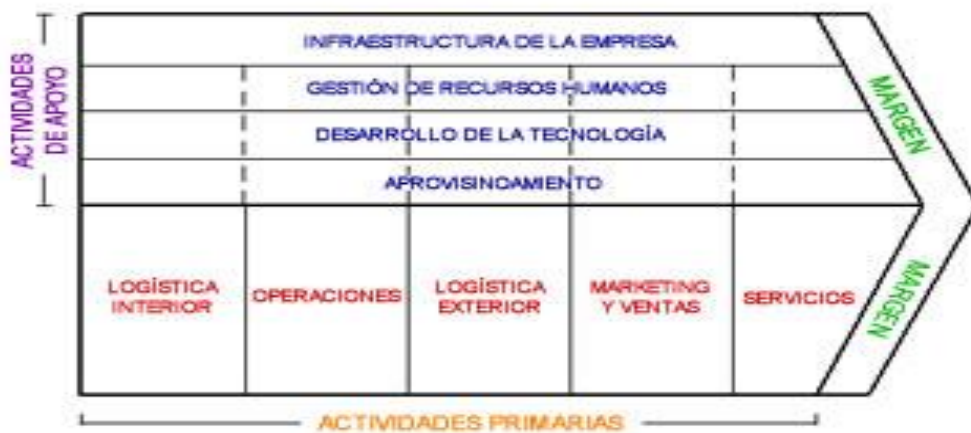 ACTIVIDADES
DE APOYO
INFRAESTRUCTURA DE LA EMPRESA
GESTIÓN DE RECURSOS HUMANOS
DESARROLLO DE LA TECNOLOGÍA
APROVISINOAMIENTO
MARGEN
LOGÍSTICA
INTERIOR
OPERACIONES
LOGÍSTICA
EXTERIOR
MARKETING
Y VENTAS
SERVICIOS
MARGEN
ACTIVIDADES PRIMARIAS